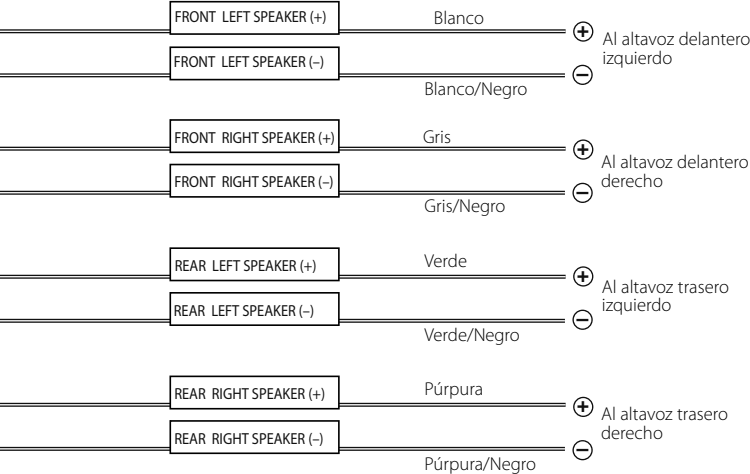 FRONT LEFT SPEAKER (+)
Blanco
Al altavoz delantero
izquierdo
FRONT LEFT SPEAKER (–)
Blanco/Negro
FRONT RIGHT SPEAKER (+)
Gris
Al altavoz delantero
derecho
FRONT RIGHT SPEAKER (–)
Gris/Negro
REAR LEFT SPEAKER (+)
Verde
Al altavoz trasero
izquierdo
REAR LEFT SPEAKER (–)
Verde/Negro
REAR RIGHT SPEAKER (+)
Púrpura
Al altavoz trasero
derecho
REAR RIGHT SPEAKER (–)
Púrpura/Negro